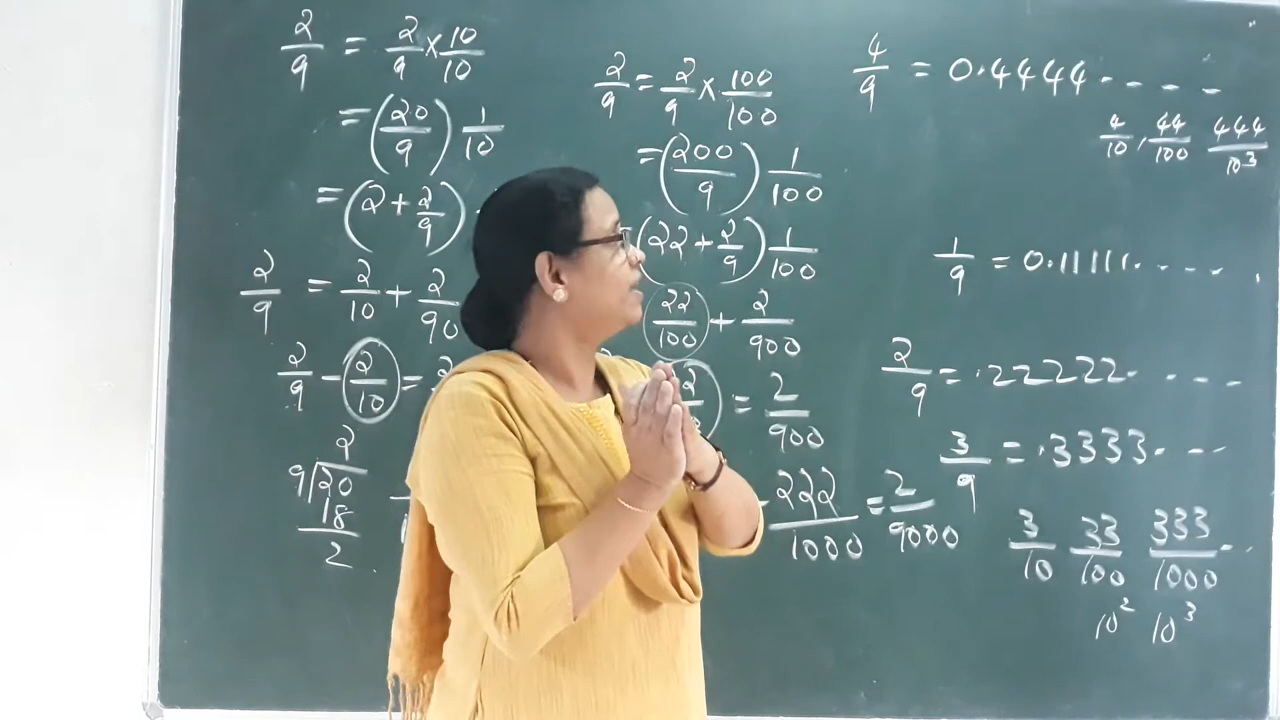 2/9 = 2/9 × 10/10
= (20/9) 1/10
= (2 + 2/9)
2/9 = 2/10 + 2/90
2/9 - 2/10 =
2
9)20
18
2
2/9 = 2/9 × 100/100
= (200/9) 1/100
(22 + 2/9) 1/100
22/100 + 2/900
= 2/900
- 222/1000 = 2/9000
4/9 = 0.4444....
4/10, 44/100 444/10³
1/9 = 0.11111.....
2/9 = .22222....
3/9 = .3333....
3/10 33/100 333/1000 ..
10² 10³